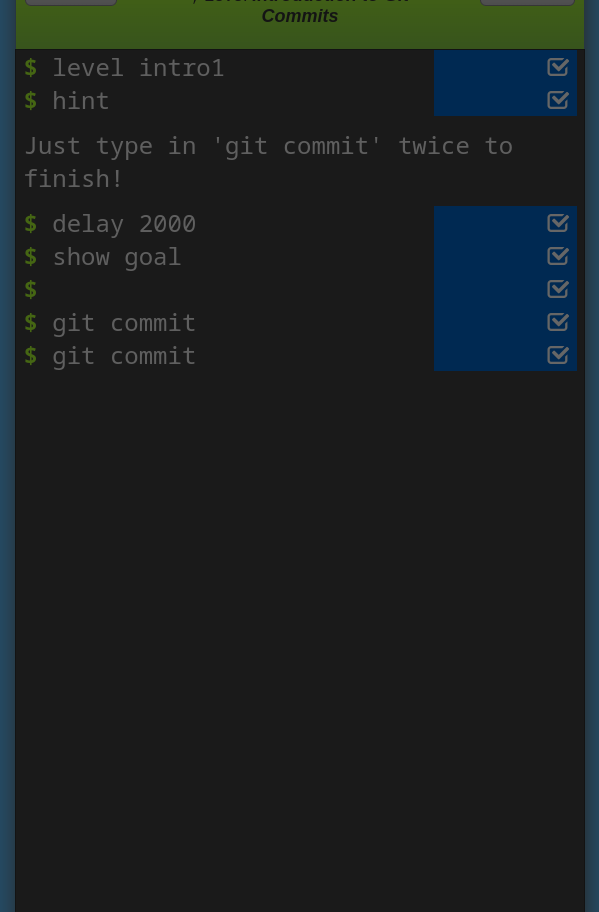 Commits
$ level intro1
$ hint
Just type in 'git commit' twice to
finish!
$ delay 2000
$ show goal
$
$ git commit
$ git commit